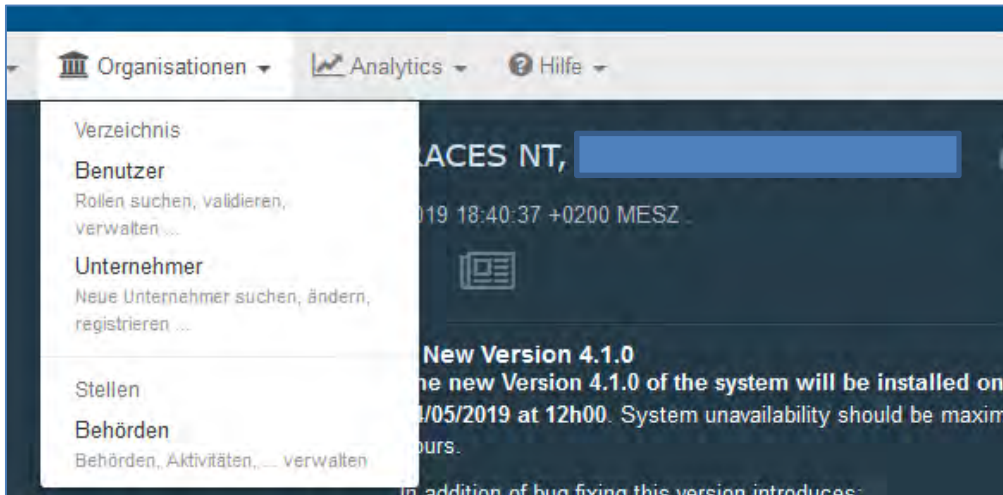 Organisationen
Analytics
Hilfe
Verzeichnis
Benutzer
Rollen suchen, validieren,
verwalten ...
Unternehmer
Neue Unternehmer suchen, ändern,
registrieren ...
Stellen
Behörden
Behörden, Aktivitäten, ... verwalten
RACES NT,
019 18:40:37 +0200 MESZ
New Version 4.1.0
he new Version 4.1.0 of the system will be installed on
4/05/2019 at 12h00. System unavailability should be maxim
ours.
In addition of bug fixing this version introduces: